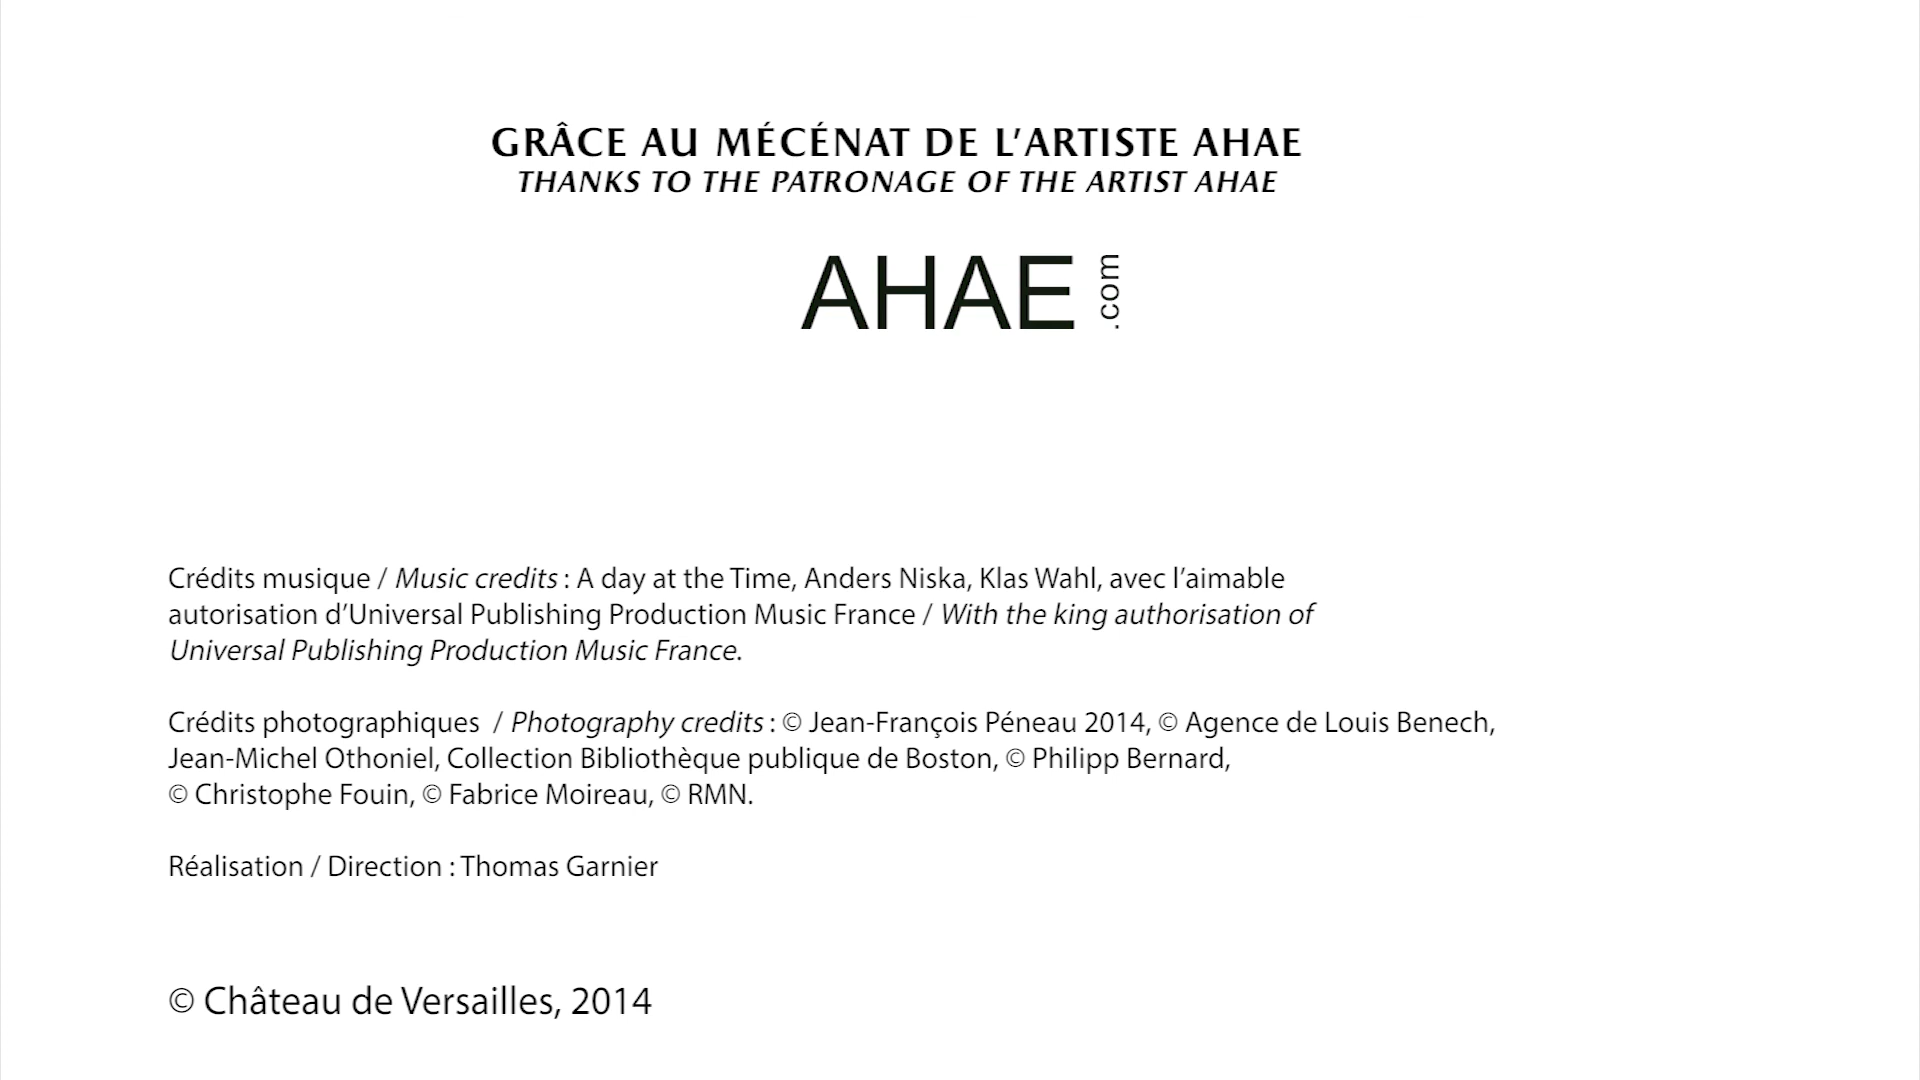 GRÂCE AU MÉCÉNAT DE L’ARTISTE AHAE
THANKS TO THE PATRONAGE OF THE ARTIST AHAE
AHAE .com
Crédits musique / Music credits : A day at the Time, Anders Niska, Klas Wahl, avec l’aimable
autorisation d’Universal Publishing Production Music France / With the king authorisation of
Universal Publishing Production Music France.
Crédits photographiques / Photography credits : © Jean-François Péneau 2014, © Agence de Louis Benech,
Jean-Michel Othoniel, Collection Bibliothèque publique de Boston, © Philipp Bernard,
© Christophe Fouin, © Fabrice Moireau, © RMN.
Réalisation / Direction : Thomas Garnier
© Château de Versailles, 2014